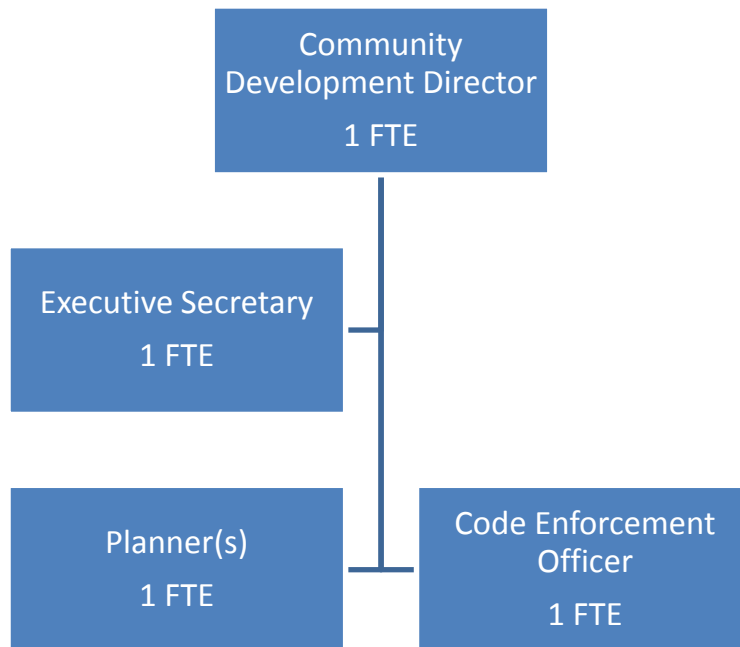 Community
Development Director
1 FTE
Executive Secretary
1 FTE
Planner(s)
1 FTE
Code Enforcement
Officer
1 FTE